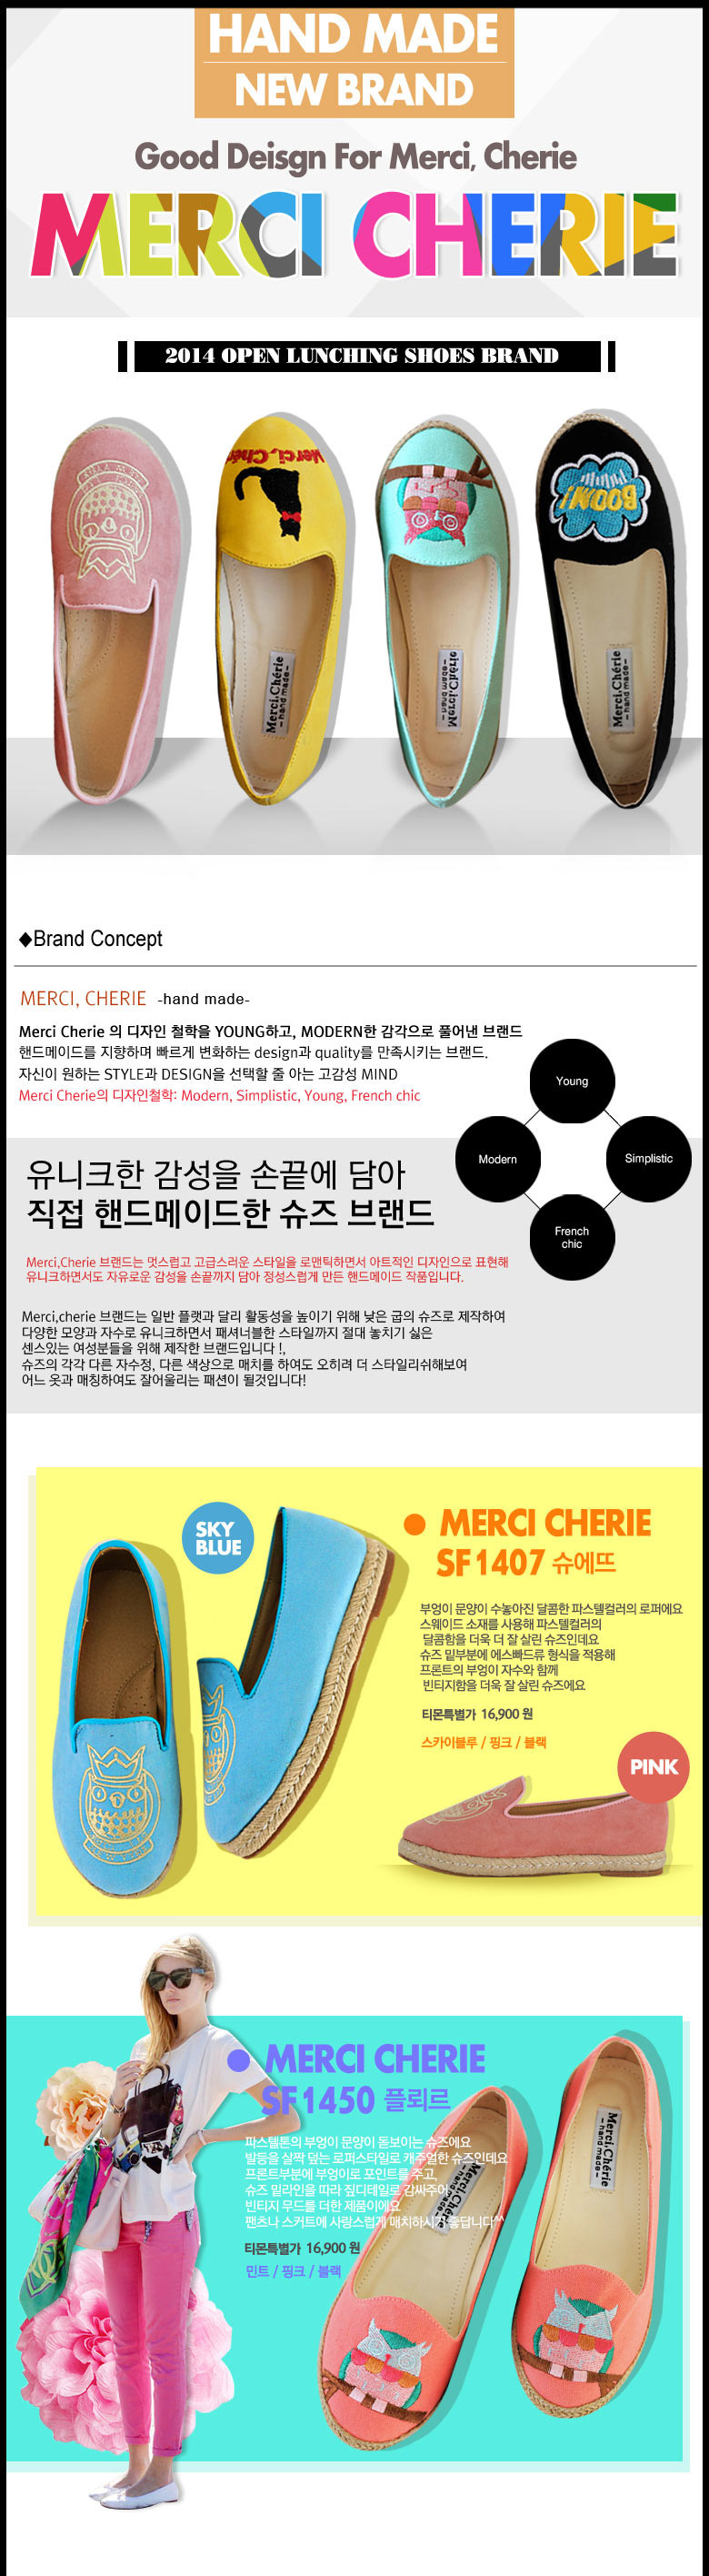 HAND MADE
NEW BRAND
Good Deisgn For Merci, Cherie
MERCI CHERIE
2014 OPEN LUNCHING SHOES BRAND
Merci,Cherie
BOOM!
Merci.Chérie
-hand made-
Merci.Chérie
-hand made-
Merci.Chérie
-hand made-
◆Brand Concept
MERCI, CHERIE -hand made-
Merci Cherie 의 디자인 철학을 YOUNG하고, MODERN한 감각으로 풀어낸 브랜드
핸드메이드를 지향하며 빠르게 변화하는 design과 quality를 만족시키는 브랜드.
자신이 원하는 STYLE과 DESIGN을 선택할 줄 아는 고감성 MIND
Merci Cherie의 디자인철학: Modern, Simplistic, Young, French chic
Young
Modern
Simplistic
French
chic
유니크한 감성을 손끝에 담아
직접 핸드메이드한 슈즈 브랜드
Merci,Cherie 브랜드는 멋스럽고 고급스러운 스타일을 로맨틱하면서 아트적인 디자인으로 표현해
유니크하면서도 자유로운 감성을 손끝까지 담아 정성스럽게 만든 핸드메이드 작품입니다.
Merci,cherie 브랜드는 일반 플랫과 달리 활동성을 높이기 위해 낮은 굽의 슈즈로 제작하여
다양한 모양과 자수로 유니크하면서 패셔너블한 스타일까지 절대 놓치기 싫은
센스있는 여성분들을 위해 제작한 브랜드입니다 !,
슈즈의 각각 다른 자수정, 다른 색상으로 매치를 하여도 오히려 더 스타일리쉬해보여
어느 옷과 매칭하여도 잘어울리는 패션이 될것입니다!
SKY
BLUE
● MERCI CHERIE
SF1407 슈에뜨
부엉이 문양이 수놓아진 달콤한 파스텔컬러의 로퍼에요
스웨이드 소재를 사용해 파스텔컬러의
달콤함을 더욱 더 잘 살린 슈즈인데요
슈즈 밑부분에 에스빠드류 형식을 적용해
프론트의 부엉이 자수와 함께
빈티지함을 더욱 잘 살린 슈즈에요
티몬특별가 16,900 원
스카이블루 / 핑크 / 블랙
PINK
● MERCI CHERIE
SF1450 플뢰르
파스텔톤의 부엉이 문양이 돋보이는 슈즈에요
발등을 살짝 덮는 로퍼스타일로 캐주얼한 슈즈인데요
프론트부분에 부엉이로 포인트를 주고,
슈즈 밑라인을 따라 짚디테일로 감싸주어
빈티지 무드를 더한 제품이에요
팬츠나 스커트에 사랑스럽게 매치하시기 좋답니다^^
티몬특별가 16,900 원
민트 / 핑크 / 블랙
Merci.Chérie
-hand made-
Merci.Chérie
-hand made-